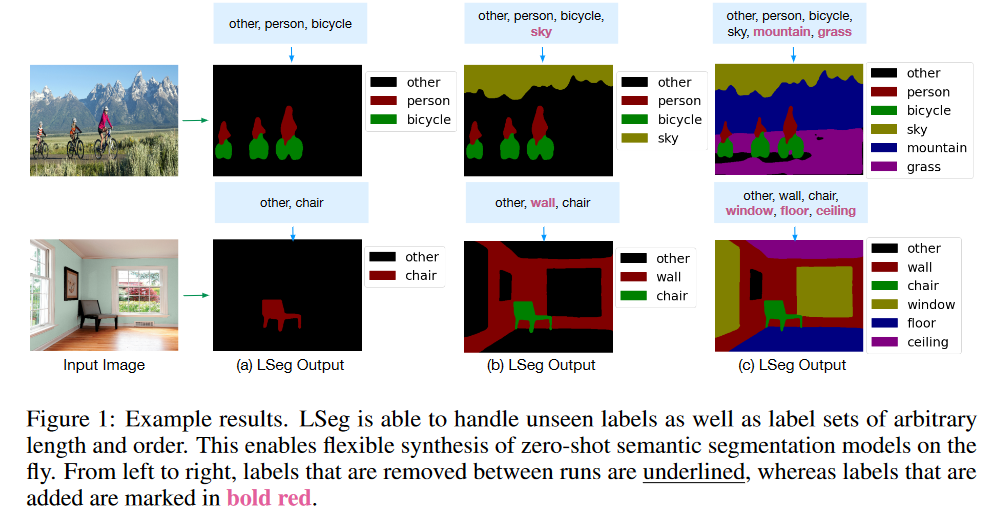 other, person, bicycle
other, person, bicycle,
sky
other, person, bicycle,
sky, mountain, grass
other
person
bicycle
other
person
bicycle
sky
other
person
bicycle
sky
mountain
grass
other, chair
other, wall, chair
other, wall, chair,
window, floor, ceiling
other
chair
other
wall
chair
other
wall
chair
window
floor
ceiling
Input Image
(a) LSeg Output
(b) LSeg Output
(c) LSeg Output
Figure 1: Example results. LSeg is able to handle unseen labels as well as label sets of arbitrary
length and order. This enables flexible synthesis of zero-shot semantic segmentation models on the
fly. From left to right, labels that are removed between runs are underlined, whereas labels that are
added are marked in bold red.